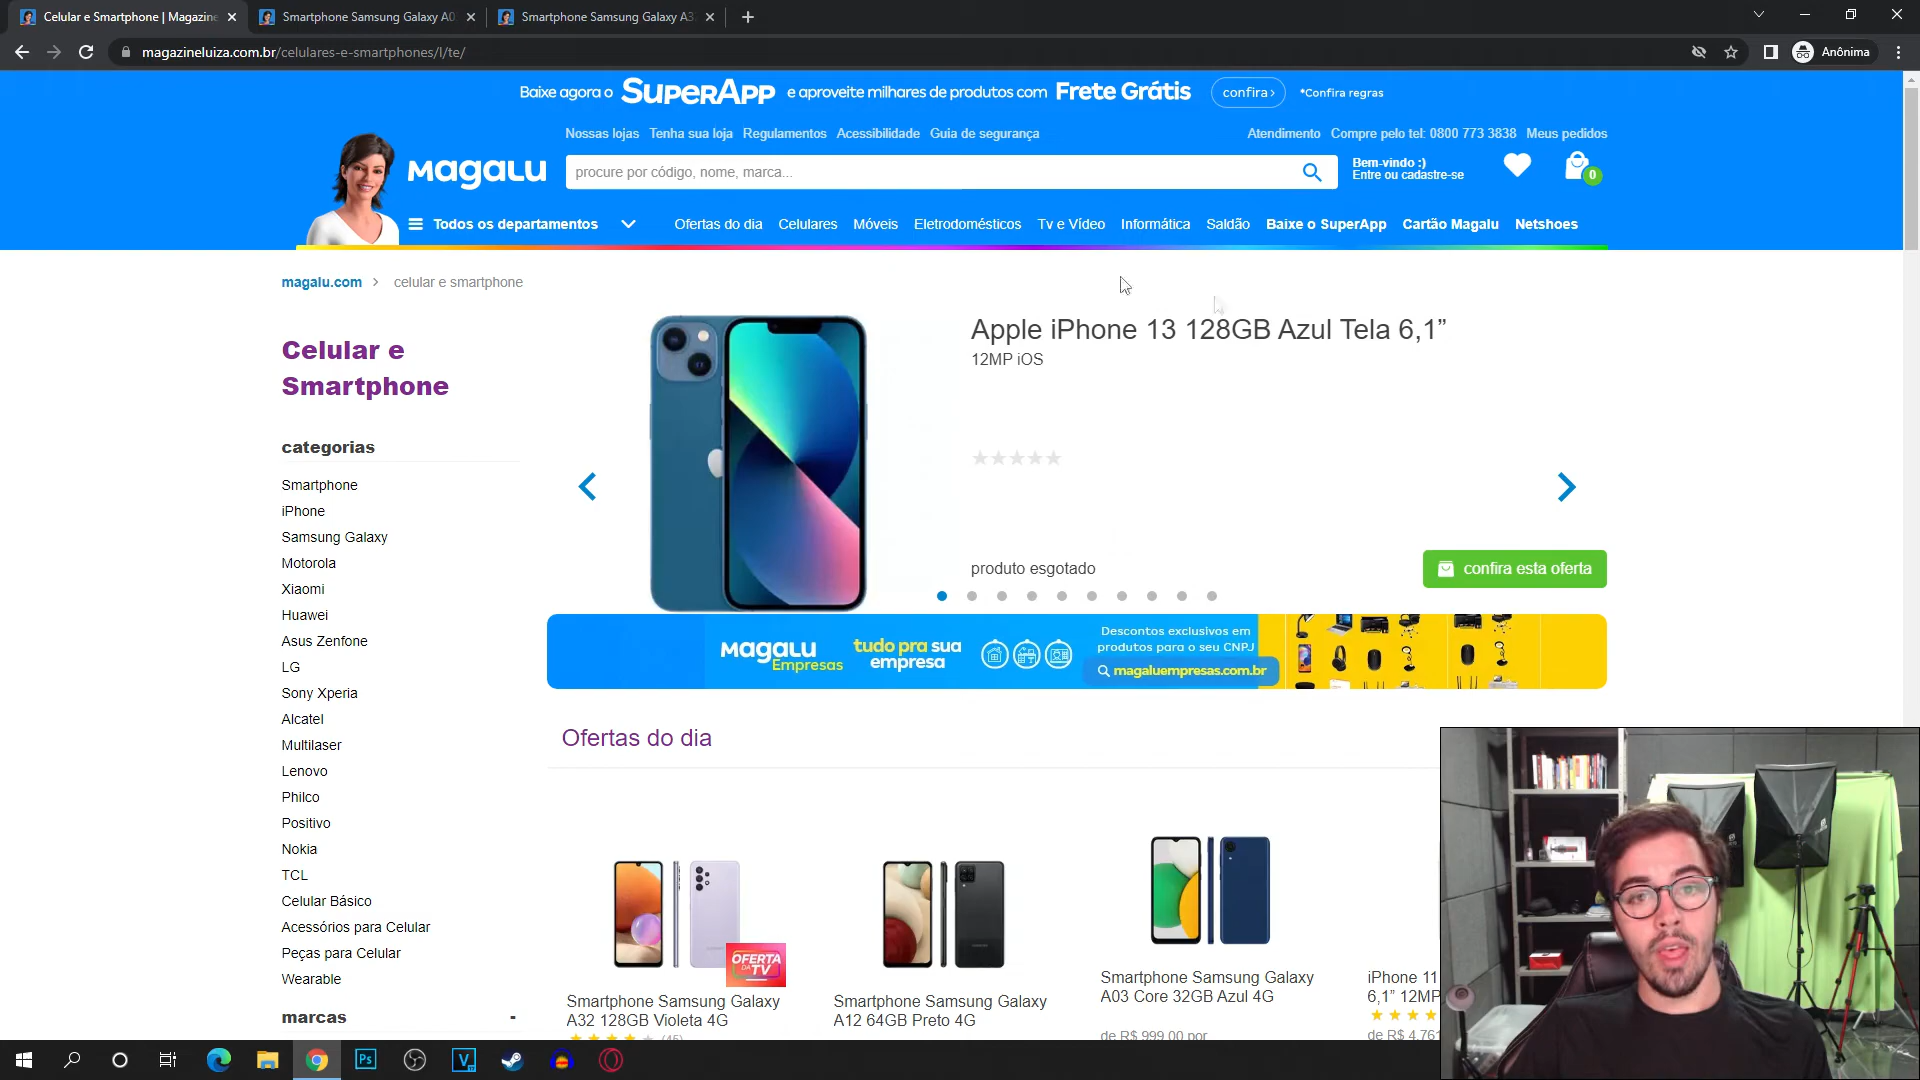 Celular e Smartphone | Magazine
Smartphone Samsung Galaxy A0
Smartphone Samsung Galaxy A3
magazineluiza.com.br/celulares-e-smartphones/l/te/
Anônima
Baixe agora o SuperApp e aproveite milhares de produtos com Frete Grátis
confira ›
*Confira regras
Nossas lojas Tenha sua loja Regulamentos Acessibilidade Guia de segurança
Atendimento Compre pelo tel: 0800 773 3838 Meus pedidos
MAGALU
procure por código, nome, marca...
Bem-vindo :)
Entre ou cadastre-se
0
Todos os departamentos
Ofertas do dia Celulares Móveis Eletrodomésticos Tv e Vídeo Informática Saldão Baixe o SuperApp Cartão Magalu Netshoes
magalu.com > celular e smartphone
Celular e
Smartphone
categorias
Smartphone
iPhone
Samsung Galaxy
Motorola
Xiaomi
Huawei
Asus Zenfone
LG
Sony Xperia
Alcatel
Multilaser
Lenovo
Philco
Positivo
Nokia
TCL
Celular Básico
Acessórios para Celular
Peças para Celular
Wearable
marcas -
Apple iPhone 13 128GB Azul Tela 6,1”
12MP iOS
produto esgotado
confira esta oferta
MAGALU
Empresas
tudo pra sua
empresa
Descontos exclusivos em
produtos para o seu CNPJ
magaluempresas.com.br
Ofertas do dia
OFERTA
DA TV
Smartphone Samsung Galaxy
A32 128GB Violeta 4G
(45)
Smartphone Samsung Galaxy
A12 64GB Preto 4G
Smartphone Samsung Galaxy
A03 Core 32GB Azul 4G
de R$ 999,00 por
iPhone 11
6,1” 12MP
de R$ 4.761
Ps
V